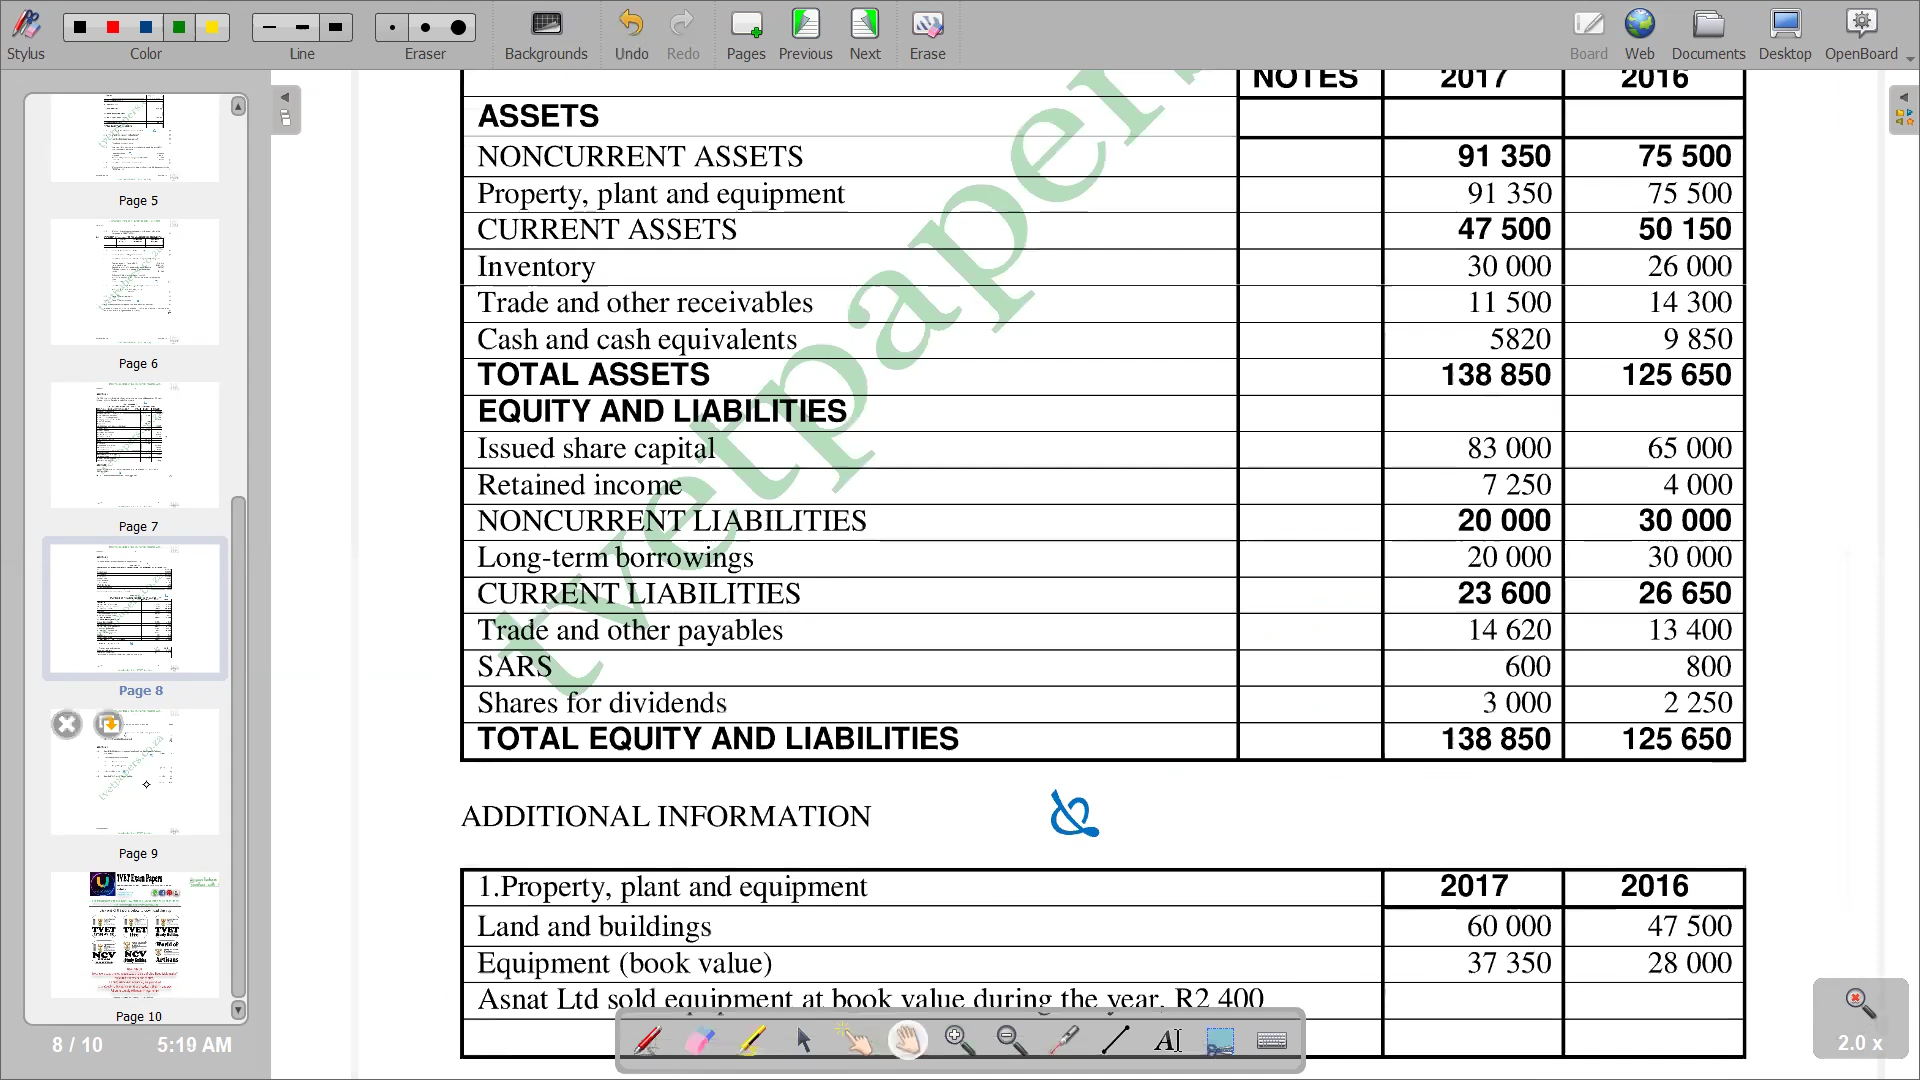 Stylus Color Line Eraser Backgrounds Undo Redo Pages Previous Next Erase Board Web Documents Desktop OpenBoard
Page 5
Page 6
Page 7
Page 8
Page 9
TVET Exam Papers
Page 10
8 / 10 5:19 AM
NOTES 2017 2016
ASSETS
NONCURRENT ASSETS 91 350 75 500
Property, plant and equipment 91 350 75 500
CURRENT ASSETS 47 500 50 150
Inventory 30 000 26 000
Trade and other receivables 11 500 14 300
Cash and cash equivalents 5820 9 850
TOTAL ASSETS 138 850 125 650
EQUITY AND LIABILITIES
Issued share capital 83 000 65 000
Retained income 7 250 4 000
NONCURRENT LIABILITIES 20 000 30 000
Long-term borrowings 20 000 30 000
CURRENT LIABILITIES 23 600 26 650
Trade and other payables 14 620 13 400
SARS 600 800
Shares for dividends 3 000 2 250
TOTAL EQUITY AND LIABILITIES 138 850 125 650
tvetpapers
ADDITIONAL INFORMATION
1.Property, plant and equipment 2017 2016
Land and buildings 60 000 47 500
Equipment (book value) 37 350 28 000
Asnat Ltd sold equipment at book value during the year, R2 400
2.0 x